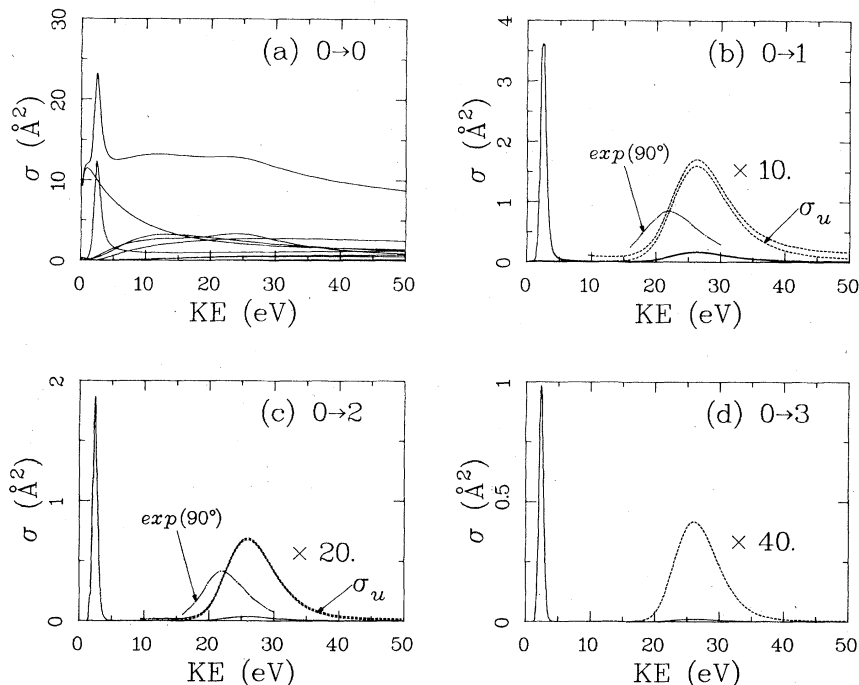 (a) 0→0
σ (Å²)
30
20
10
0
0 10 20 30 40 50
KE (eV)
(b) 0→1
σ (Å²)
4
3
2
1
0
exp(90°)
× 10.
σu
0 10 20 30 40 50
KE (eV)
(c) 0→2
σ (Å²)
2
1
0
exp(90°)
× 20.
σu
0 10 20 30 40 50
KE (eV)
(d) 0→3
σ (Å²)
1
0.5
0
× 40.
0 10 20 30 40 50
KE (eV)